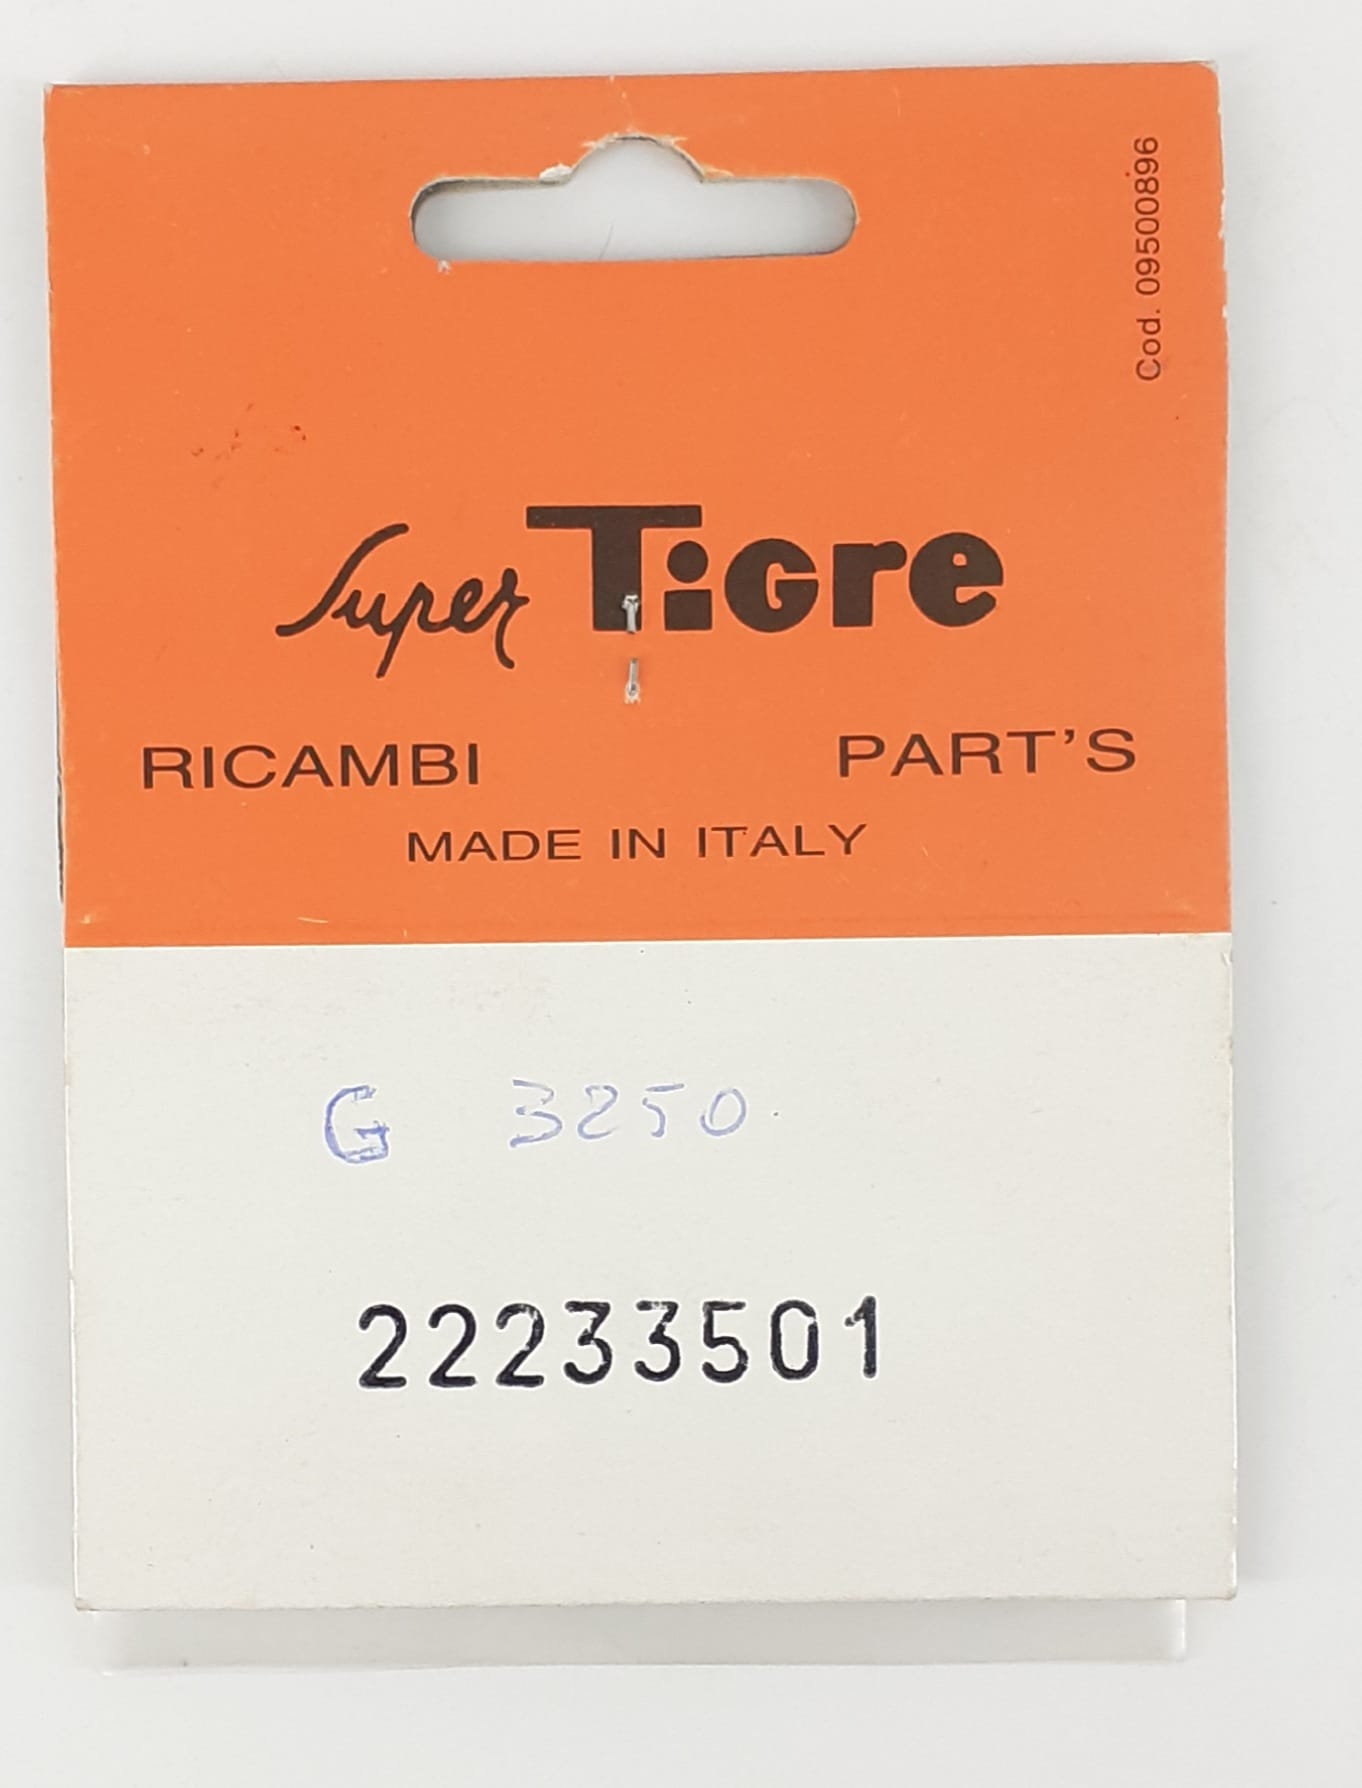 Cod. 09500896
Super Tigre
RICAMBI PART'S
MADE IN ITALY
G 3250
22233501